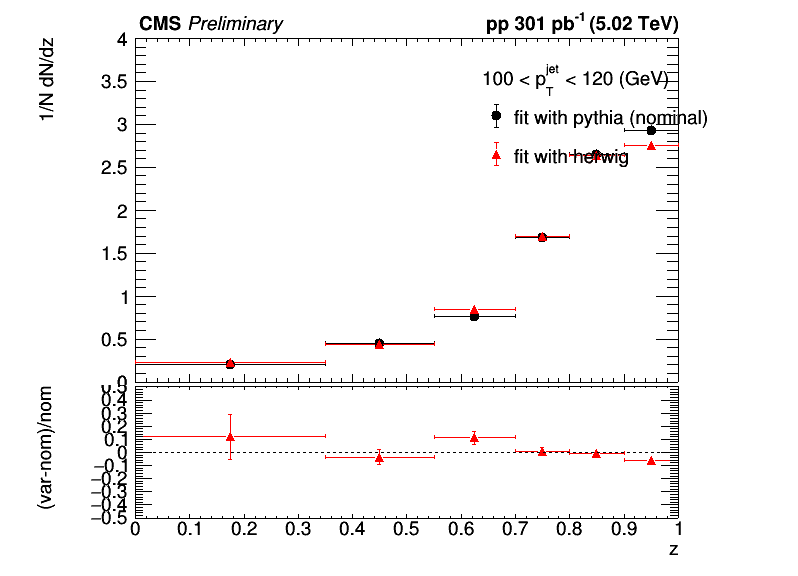 CMS Preliminary pp 301 pb⁻¹ (5.02 TeV)
1/N dN/dz
4
3.5
3
2.5
2
1.5
1
0.5
0
100 < p_T^jet < 120 (GeV)
fit with pythia (nominal)
fit with herwig
(var-nom)/nom
0.5
0.4
0.3
0.2
0.1
0
−0.1
−0.2
−0.3
−0.4
−0.5
0 0.1 0.2 0.3 0.4 0.5 0.6 0.7 0.8 0.9 1
z